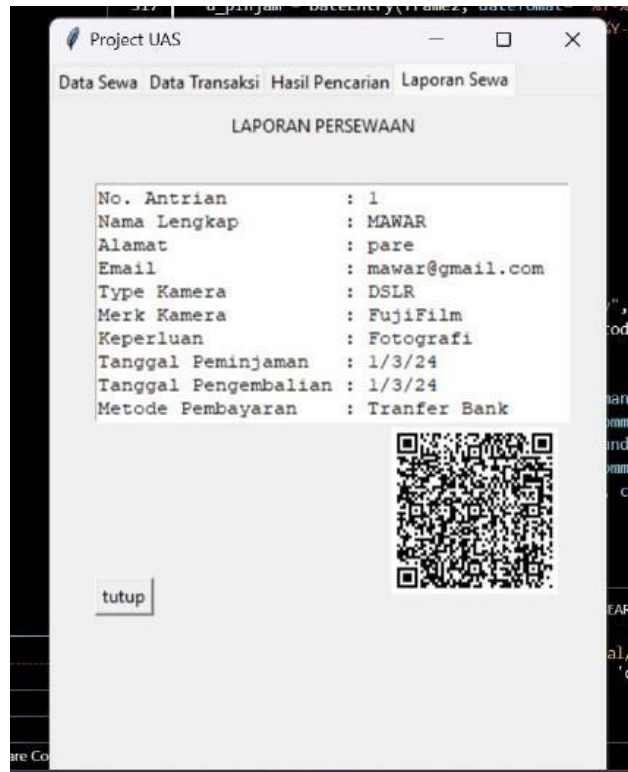 Project UAS
Data Sewa Data Transaksi Hasil Pencarian Laporan Sewa
LAPORAN PERSEWAAN
No. Antrian : 1
Nama Lengkap : MAWAR
Alamat : pare
Email : mawar@gmail.com
Type Kamera : DSLR
Merk Kamera : FujiFilm
Keperluan : Fotografi
Tanggal Peminjaman : 1/3/24
Tanggal Pengembalian : 1/3/24
Metode Pembayaran : Tranfer Bank
tutup